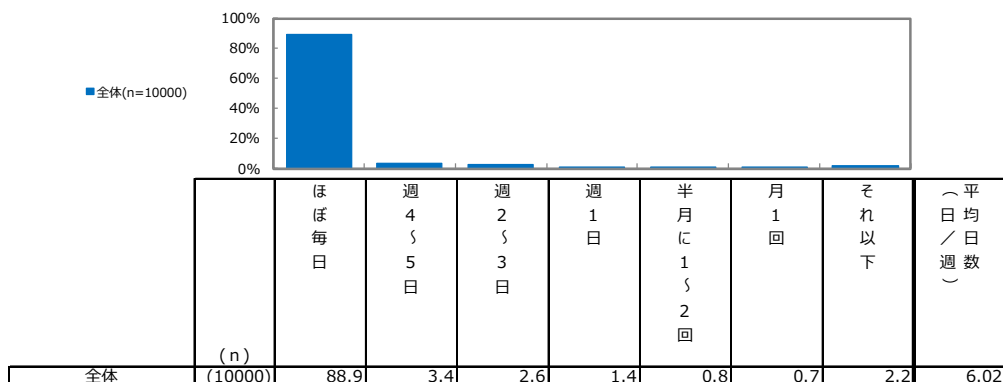 100%
80%
60%
40%
20%
0%
■全体(n=10000)
ほぼ毎日
週4～5日
週2～3日
週1日
半月に1～2回
月1回
それ以下
平均日数
（日／週）
(n)
全体 (10000) 88.9 3.4 2.6 1.4 0.8 0.7 2.2 6.02